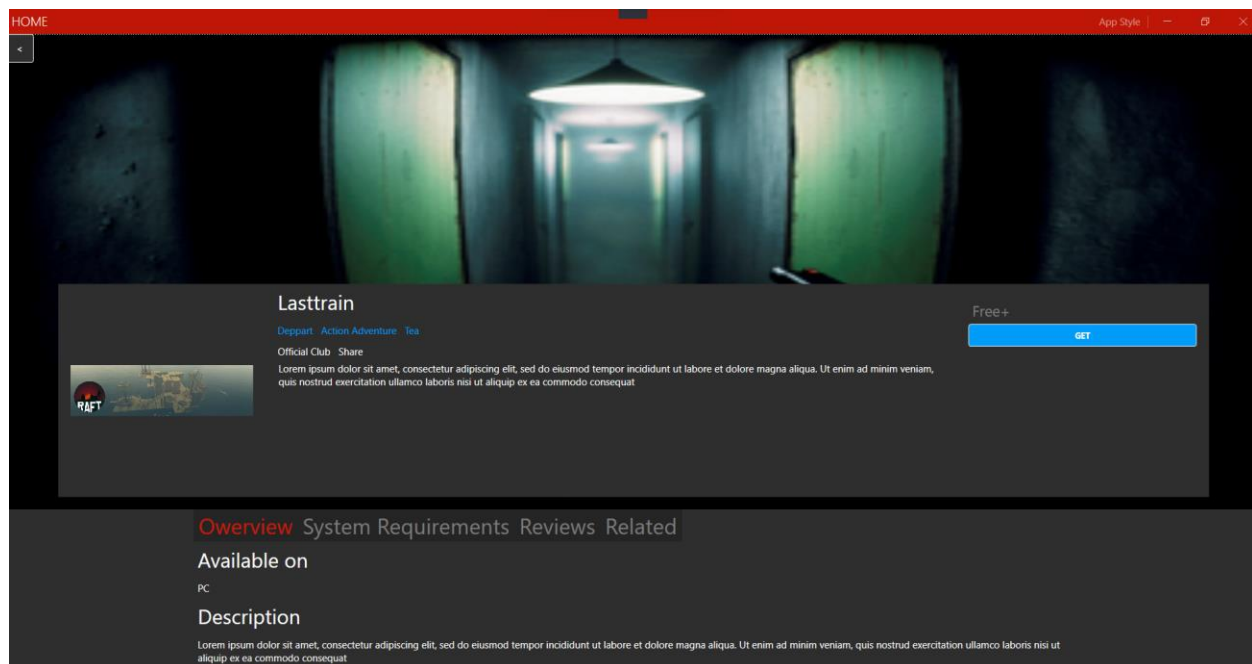 HOME
App Style
<
Lasttrain
Deppart Action Adventure Tea
Official Club Share
Lorem ipsum dolor sit amet, consectetur adipiscing elit, sed do eiusmod tempor incididunt ut labore et dolore magna aliqua. Ut enim ad minim veniam,
quis nostrud exercitation ullamco laboris nisi ut aliquip ex ea commodo consequat
Free+
GET
RAFT
Owerview System Requirements Reviews Related
Available on
PC
Description
Lorem ipsum dolor sit amet, consectetur adipiscing elit, sed do eiusmod tempor incididunt ut labore et dolore magna aliqua. Ut enim ad minim veniam, quis nostrud exercitation ullamco laboris nisi ut
aliquip ex ea commodo consequat